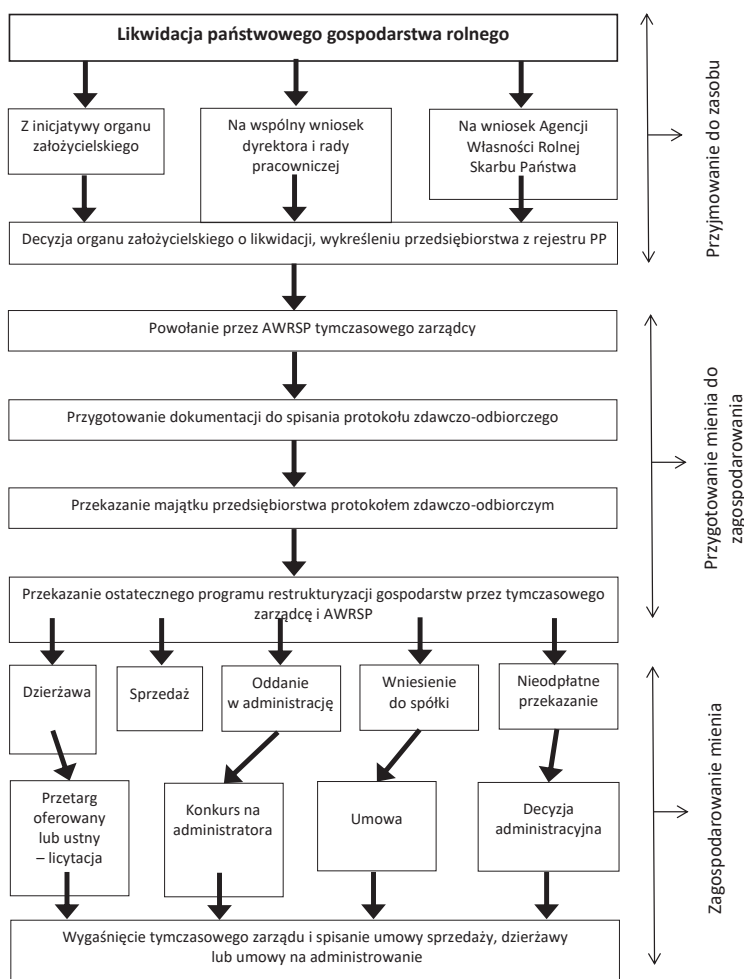 Likwidacja państwowego gospodarstwa rolnego
Z inicjatywy organu
założycielskiego
Na wspólny wniosek
dyrektora i rady
pracowniczej
Na wniosek Agencji
Własności Rolnej
Skarbu Państwa
Decyzja organu założycielskiego o likwidacji, wykreśleniu przedsiębiorstwa z rejestru PP
Przyjmowanie do zasobu
Powołanie przez AWRSP tymczasowego zarządcy
Przygotowanie dokumentacji do spisania protokołu zdawczo-odbiorczego
Przekazanie majątku przedsiębiorstwa protokołem zdawczo-odbiorczym
Przekazanie ostatecznego programu restrukturyzacji gospodarstw przez tymczasowego
zarządcę i AWRSP
Przygotowanie mienia do
zagospodarowania
Dzierżawa
Sprzedaż
Oddanie
w administrację
Wniesienie
do spółki
Nieodpłatne
przekazanie
Przetarg
oferowany
lub ustny
– licytacja
Konkurs na
administratora
Umowa
Decyzja
administracyjna
Wygaśnięcie tymczasowego zarządu i spisanie umowy sprzedaży, dzierżawy
lub umowy na administrowanie
Zagospodarowanie mienia